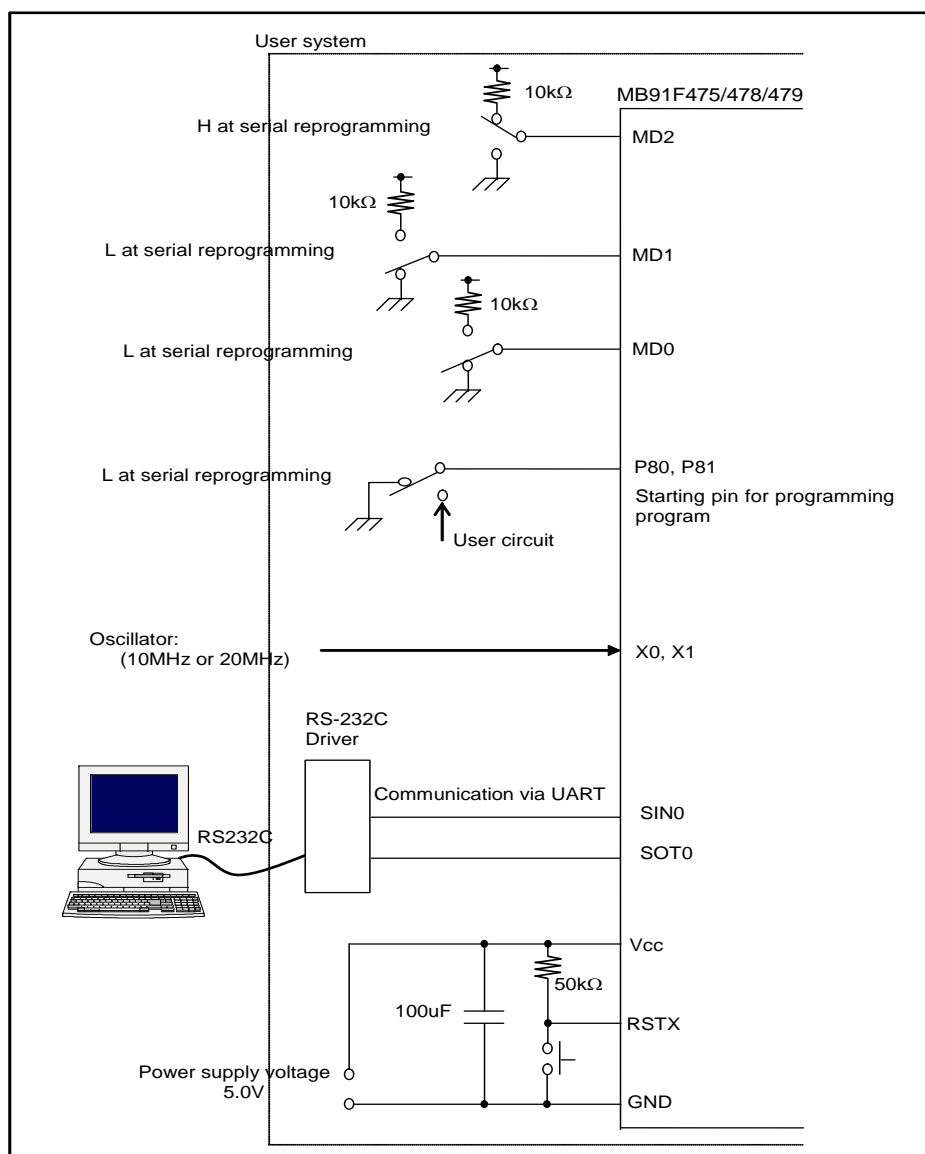 User system
10kΩ
MB91F475/478/479
H at serial reprogramming
MD2
10kΩ
L at serial reprogramming
MD1
10kΩ
L at serial reprogramming
MD0
L at serial reprogramming
P80, P81
Starting pin for programming
program
User circuit
Oscillator:
(10MHz or 20MHz)
X0, X1
RS-232C
Driver
Communication via UART
SIN0
RS232C
SOT0
Vcc
50kΩ
100uF
RSTX
Power supply voltage
5.0V
GND